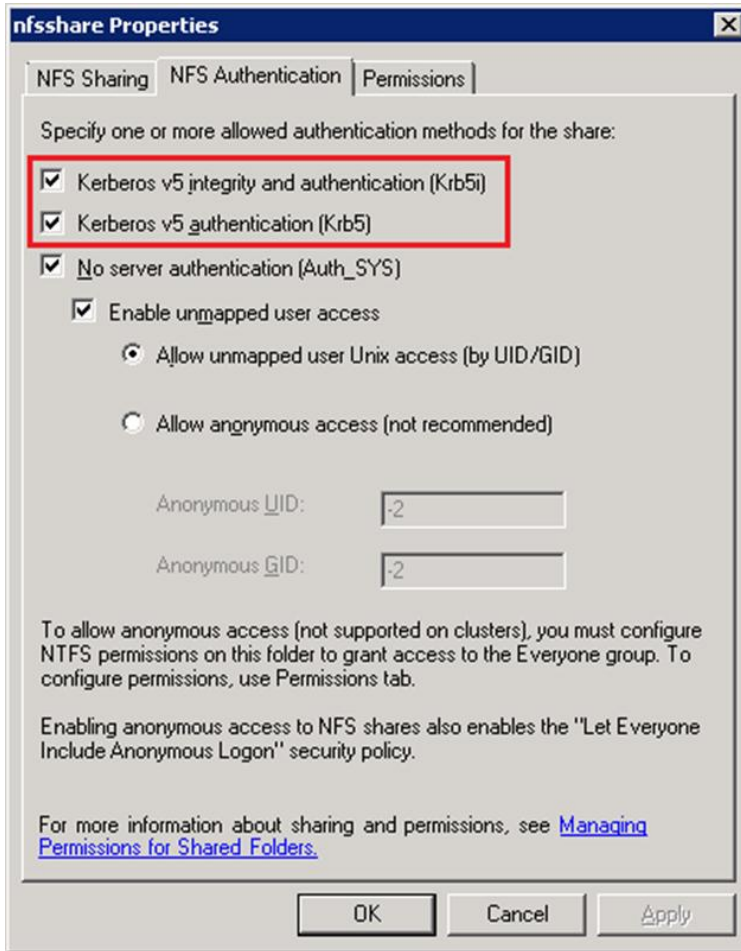 nfsshare Properties
NFS Sharing
NFS Authentication
Permissions
Specify one or more allowed authentication methods for the share:
Kerberos v5 integrity and authentication (Krb5i)
Kerberos v5 authentication (Krb5)
No server authentication (Auth_SYS)
Enable unmapped user access
Allow unmapped user Unix access (by UID/GID)
Allow anonymous access (not recommended)
Anonymous UID:
-2
Anonymous GID:
-2
To allow anonymous access (not supported on clusters), you must configure
NTFS permissions on this folder to grant access to the Everyone group. To
configure permissions, use Permissions tab.
Enabling anonymous access to NFS shares also enables the "Let Everyone
Include Anonymous Logon" security policy.
For more information about sharing and permissions, see Managing
Permissions for Shared Folders.
OK
Cancel
Apply